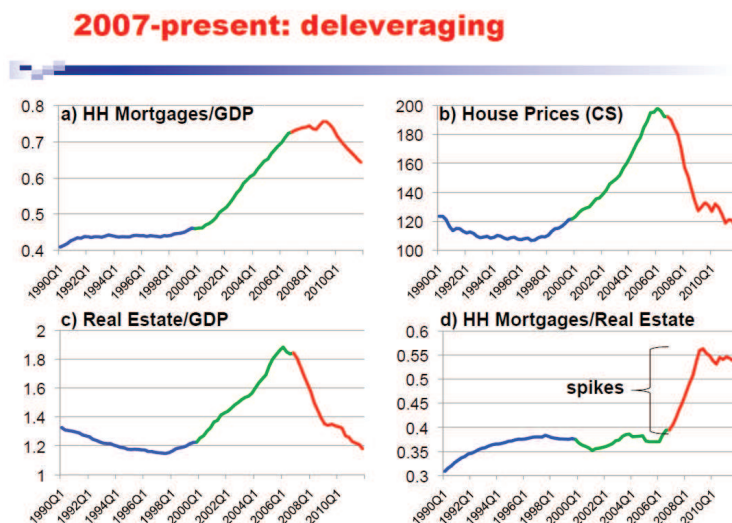 2007-present: deleveraging
a) HH Mortgages/GDP
0.8
0.7
0.6
0.5
0.4
1990Q1
1992Q1
1994Q1
1996Q1
1998Q1
2000Q1
2002Q1
2004Q1
2006Q1
2008Q1
2010Q1
b) House Prices (CS)
200
180
160
140
120
100
1990Q1
1992Q1
1994Q1
1996Q1
1998Q1
2000Q1
2002Q1
2004Q1
2006Q1
2008Q1
2010Q1
c) Real Estate/GDP
2
1.8
1.6
1.4
1.2
1
1990Q1
1992Q1
1994Q1
1996Q1
1998Q1
2000Q1
2002Q1
2004Q1
2006Q1
2008Q1
2010Q1
d) HH Mortgages/Real Estate
0.6
0.55
0.5
0.45
0.4
0.35
0.3
spikes
1990Q1
1992Q1
1994Q1
1996Q1
1998Q1
2000Q1
2002Q1
2004Q1
2006Q1
2008Q1
2010Q1